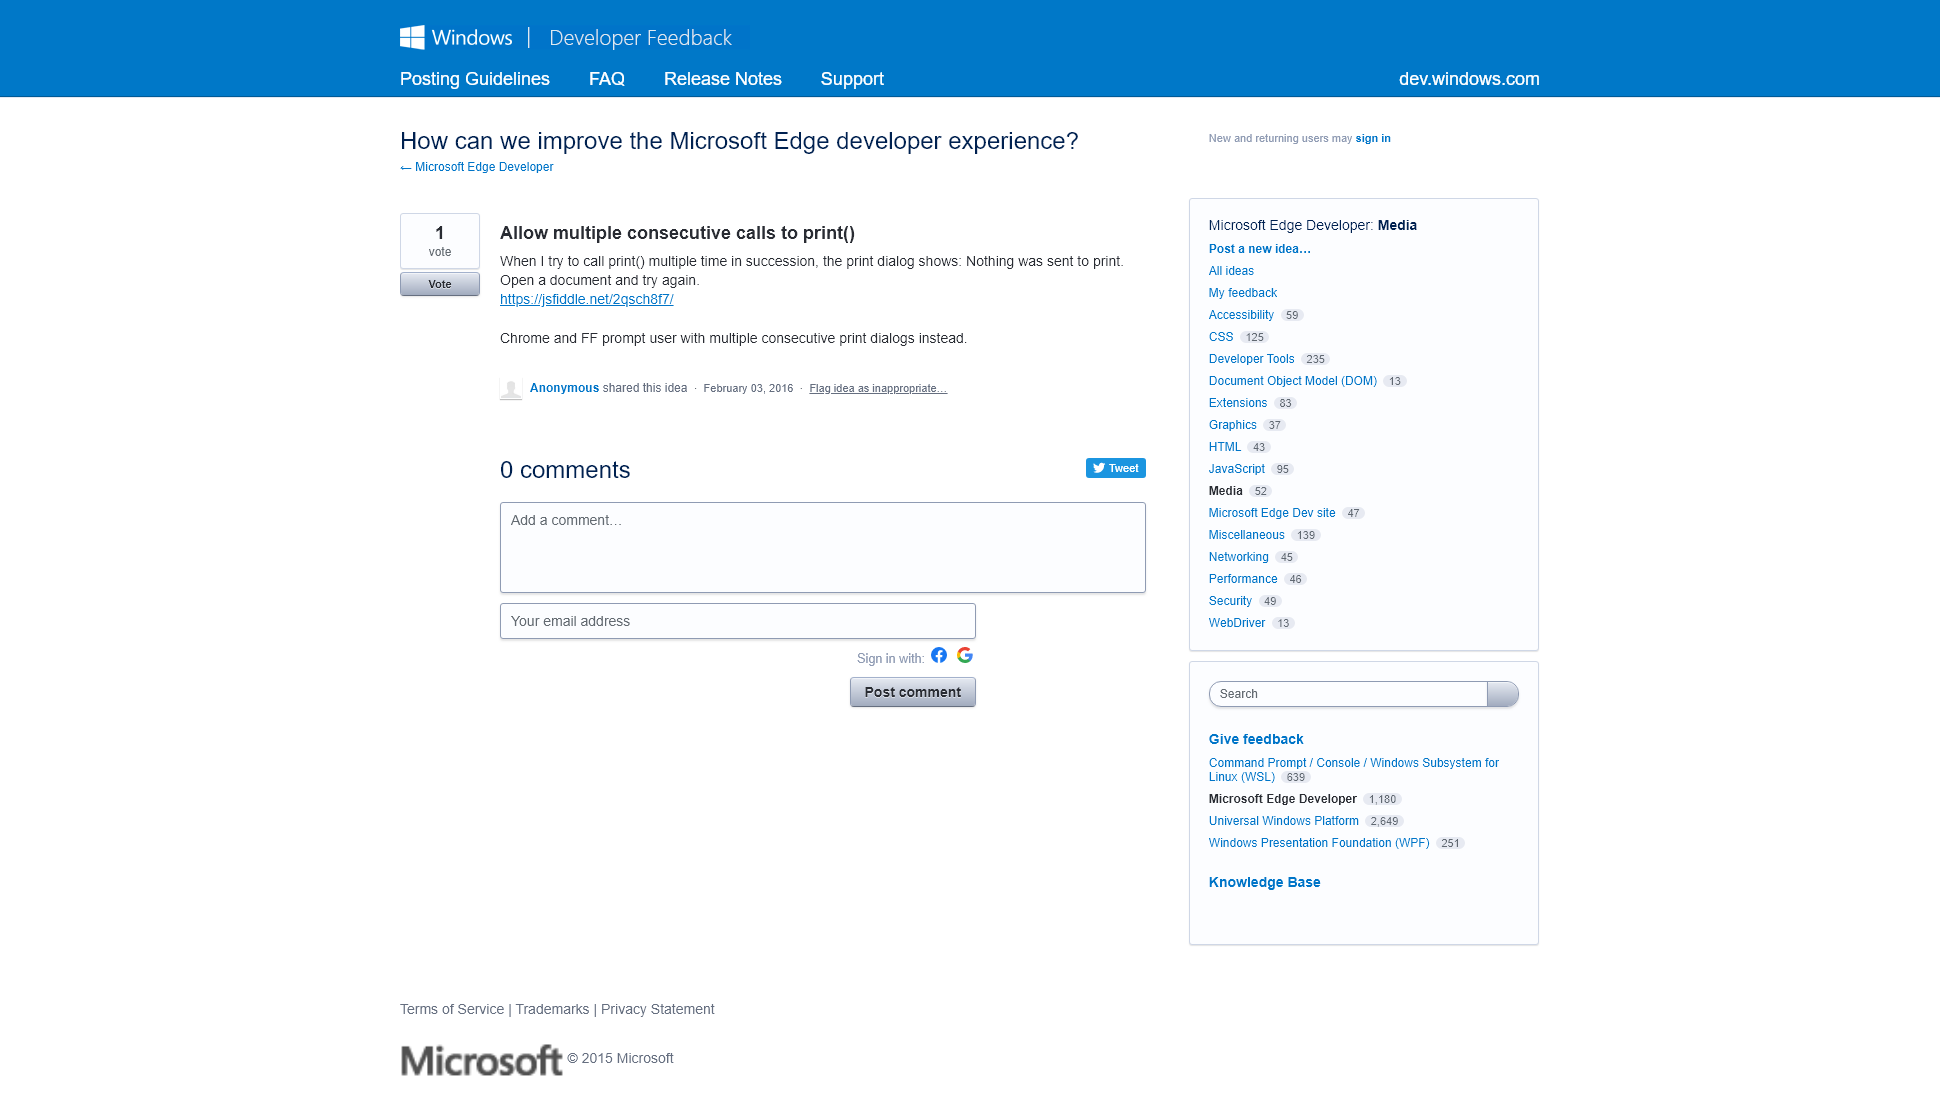 Windows | Developer Feedback
Posting Guidelines FAQ Release Notes Support dev.windows.com
How can we improve the Microsoft Edge developer experience?
← Microsoft Edge Developer
New and returning users may sign in
1
vote
Vote
Allow multiple consecutive calls to print()
When I try to call print() multiple time in succession, the print dialog shows: Nothing was sent to print.
Open a document and try again.
https://jsfiddle.net/2qsch8f7/
Chrome and FF prompt user with multiple consecutive print dialogs instead.
Anonymous shared this idea · February 03, 2016 · Flag idea as inappropriate…
0 comments
Tweet
Add a comment…
Your email address
Sign in with:
Post comment
Microsoft Edge Developer: Media
Post a new idea…
All ideas
My feedback
Accessibility 59
CSS 125
Developer Tools 235
Document Object Model (DOM) 13
Extensions 83
Graphics 37
HTML 43
JavaScript 95
Media 52
Microsoft Edge Dev site 47
Miscellaneous 139
Networking 45
Performance 46
Security 49
WebDriver 13
Search
Give feedback
Command Prompt / Console / Windows Subsystem for
Linux (WSL) 639
Microsoft Edge Developer 1,180
Universal Windows Platform 2,649
Windows Presentation Foundation (WPF) 251
Knowledge Base
Terms of Service | Trademarks | Privacy Statement
Microsoft © 2015 Microsoft